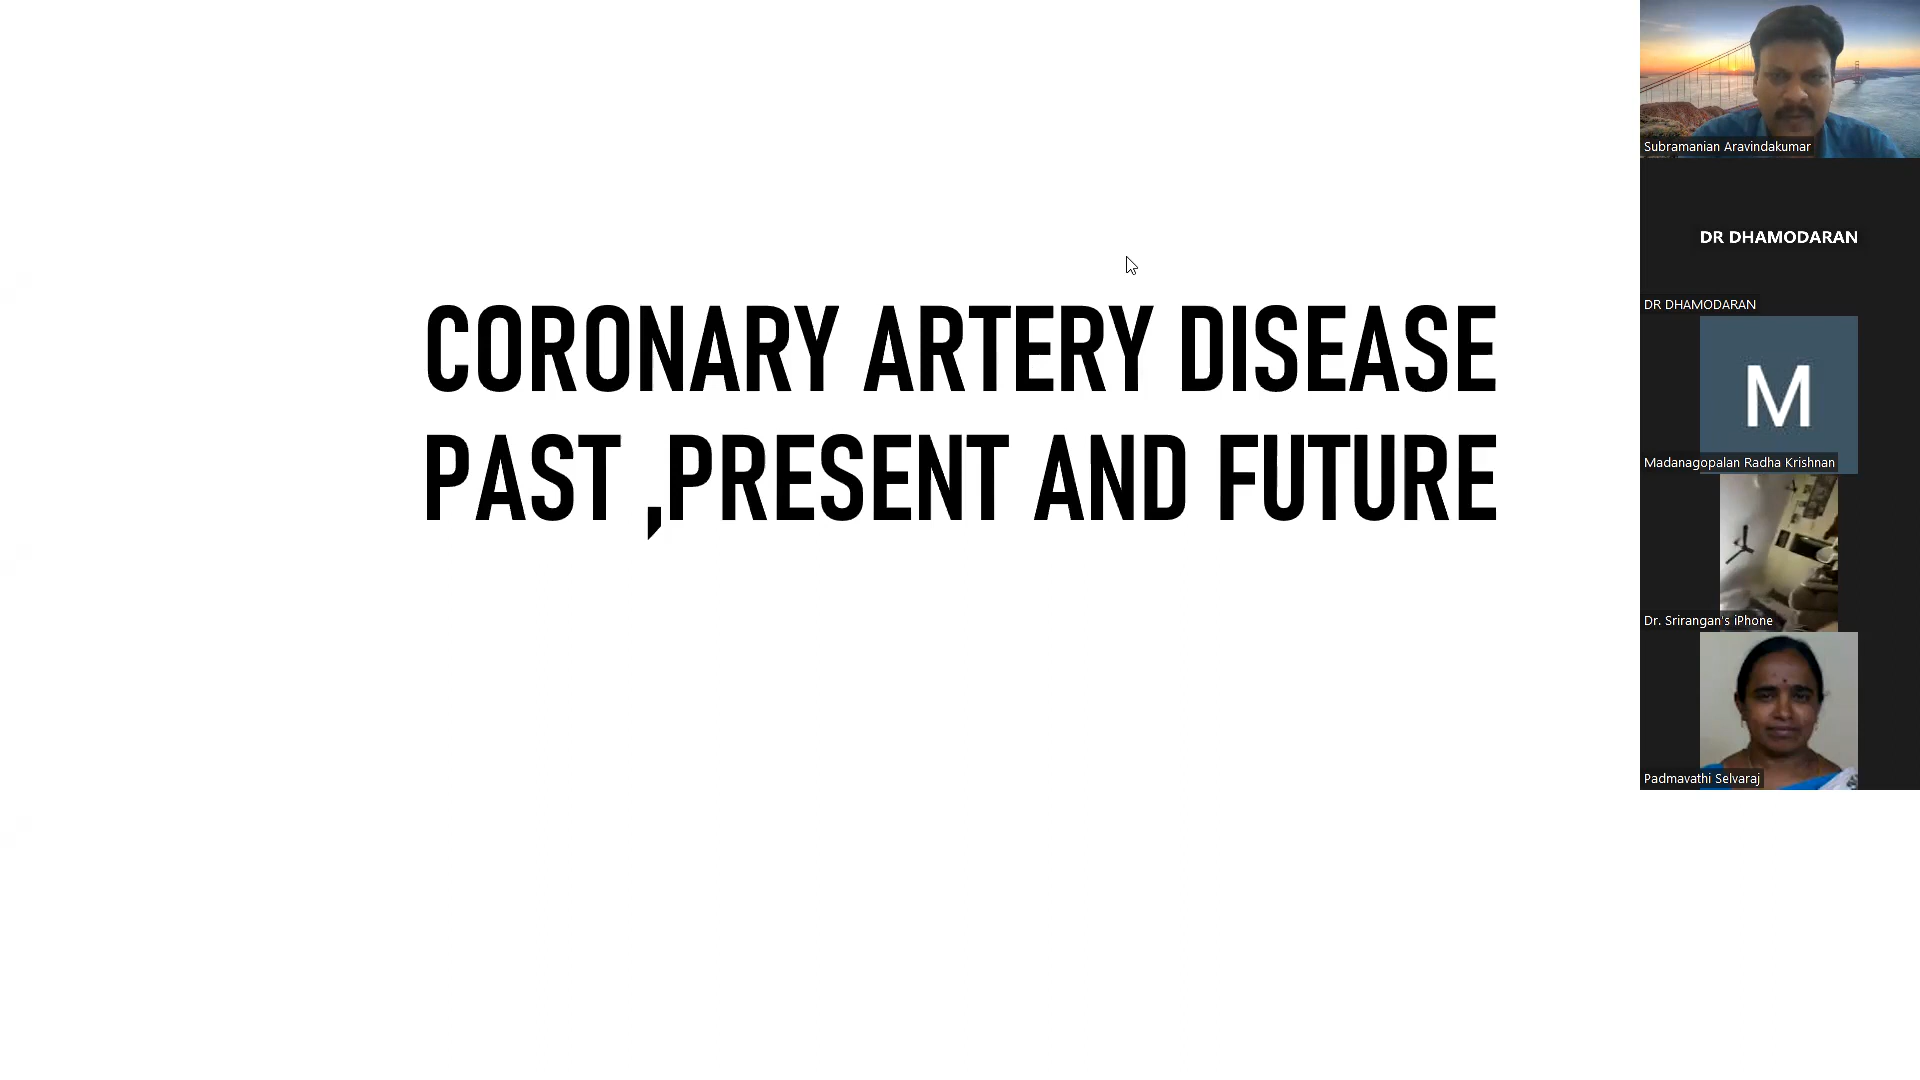 CORONARY ARTERY DISEASE
PAST ,PRESENT AND FUTURE
Subramanian Aravindakumar
DR DHAMODARAN
DR DHAMODARAN
M
Madanagopalan Radha Krishnan
Dr. Srirangan's iPhone
Padmavathi Selvaraj